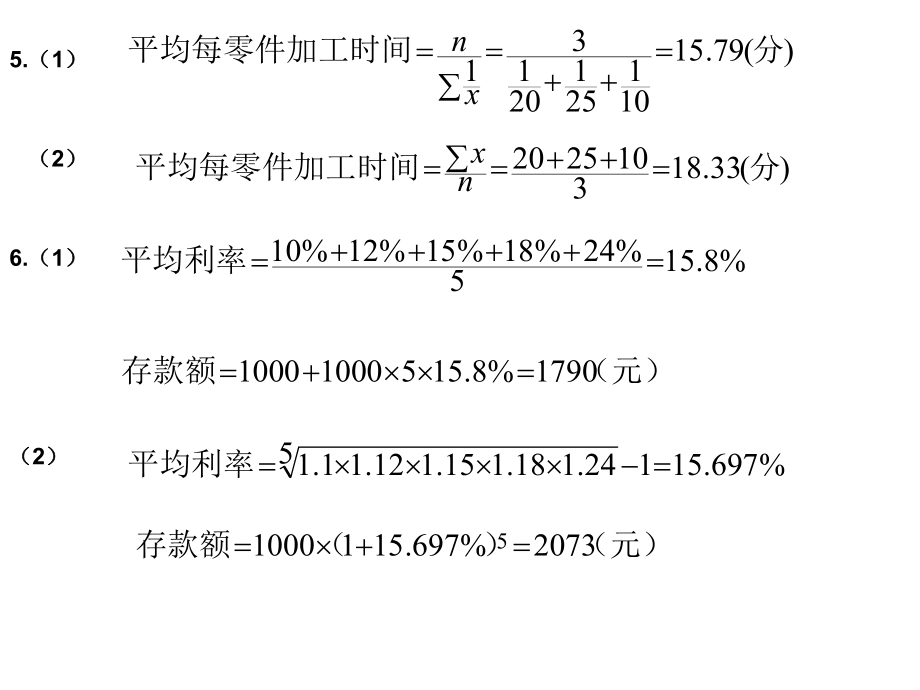 5.（1） 平均每零件加工时间=n/∑(1/x)=3/(1/20+1/25+1/10)=15.79(分)
（2） 平均每零件加工时间=∑x/n=(20+25+10)/3=18.33(分)
6.（1） 平均利率=(10%+12%+15%+18%+24%)/5=15.8%
存款额=1000+1000×5×15.8%=1790（元）
（2） 平均利率=⁵√(1.1×1.12×1.15×1.18×1.24)−1=15.697%
存款额=1000×(1+15.697%)⁵=2073（元）